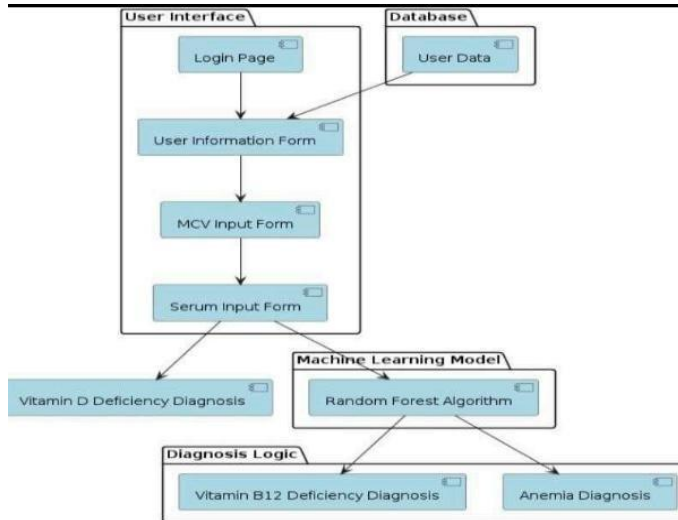 User Interface
Database
Login Page
User Data
User Information Form
MCV Input Form
Serum Input Form
Machine Learning Model
Vitamin D Deficiency Diagnosis
Random Forest Algorithm
Diagnosis Logic
Vitamin B12 Deficiency Diagnosis
Anemia Diagnosis